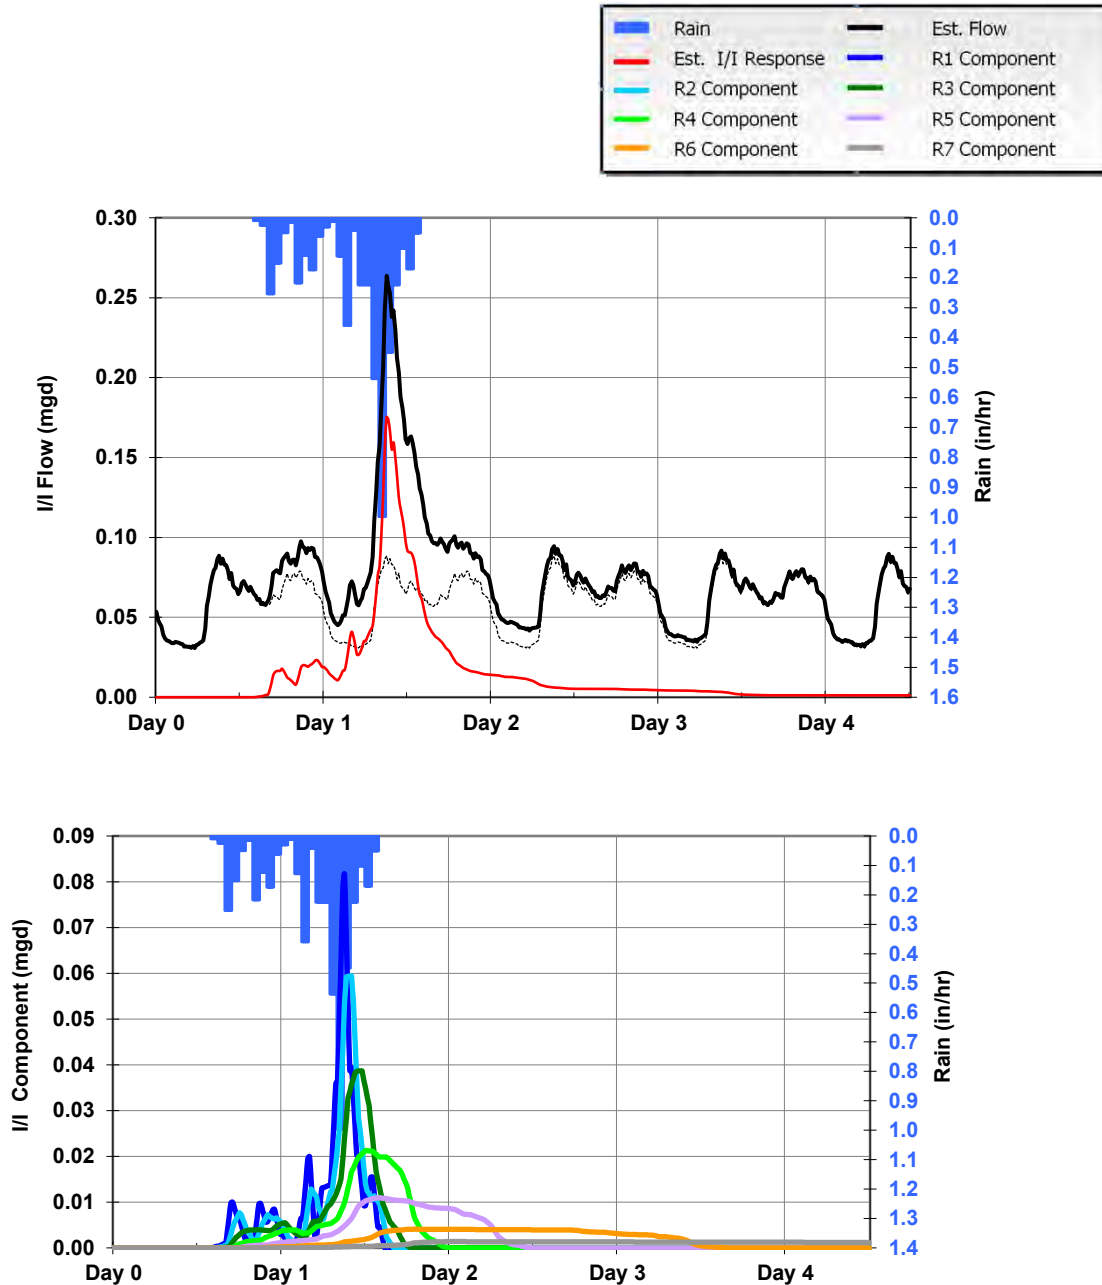 Rain Est. Flow
Est. I/I Response R1 Component
R2 Component R3 Component
R4 Component R5 Component
R6 Component R7 Component
0.30 0.0
0.1
0.25 0.2
0.3
0.20 0.4
0.5
0.6
0.7
0.15 0.8
0.9
0.10 1.0
1.1
1.2
0.05 1.3
1.4
1.5
0.00 1.6
I/I Flow (mgd)
Rain (in/hr)
Day 0 Day 1 Day 2 Day 3 Day 4
0.09 0.0
0.08 0.1
0.2
0.07 0.3
0.4
0.06 0.5
0.05 0.6
0.7
0.04 0.8
0.9
0.03 1.0
0.02 1.1
1.2
0.01 1.3
0.00 1.4
I/I Component (mgd)
Rain (in/hr)
Day 0 Day 1 Day 2 Day 3 Day 4